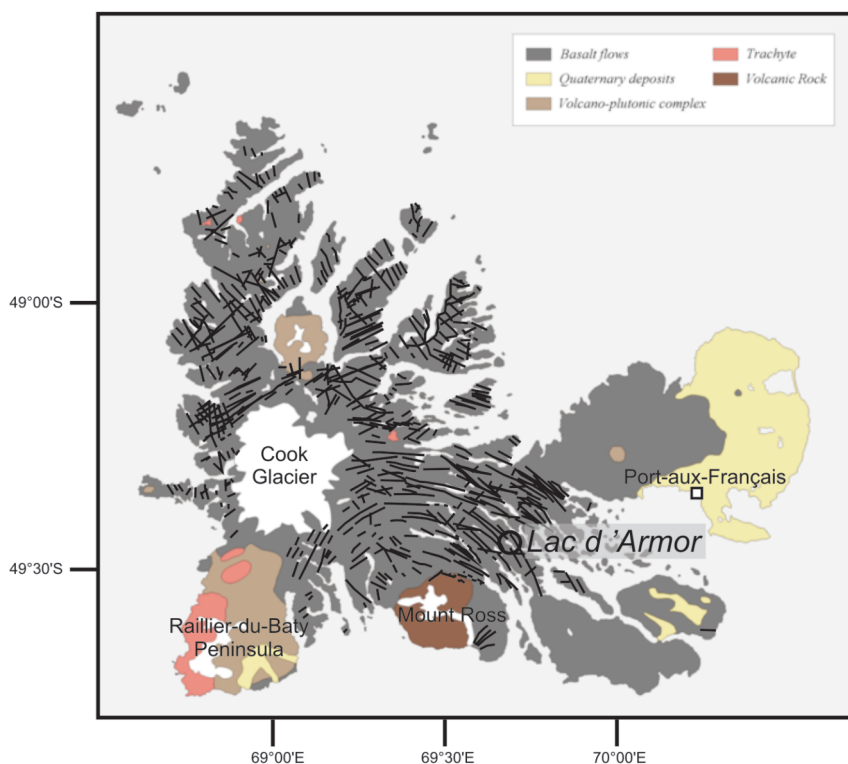 Basalt flows
Trachyte
Quaternary deposits
Volcanic Rock
Volcano-plutonic complex
49°00'S
Cook
Glacier
Port-aux-Français
Lac d 'Armor
49°30'S
Mount Ross
Raillier-du-Baty
Peninsula
69°00'E
69°30'E
70°00'E